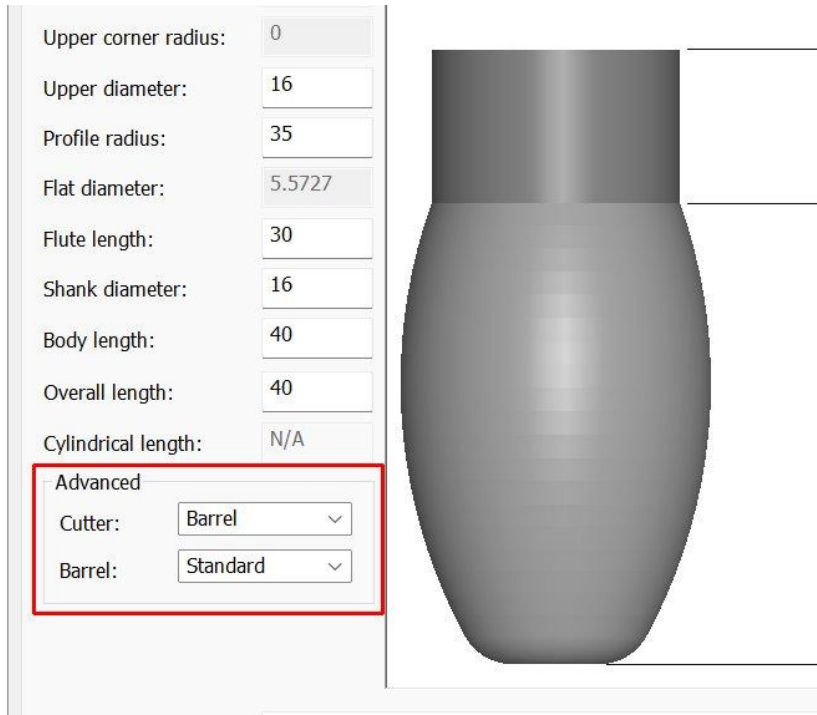 Upper corner radius: 0
Upper diameter: 16
Profile radius: 35
Flat diameter: 5.5727
Flute length: 30
Shank diameter: 16
Body length: 40
Overall length: 40
Cylindrical length: N/A
Advanced
Cutter: Barrel
Barrel: Standard